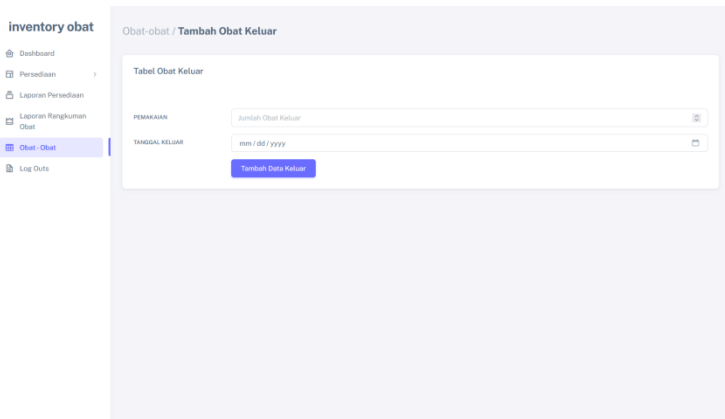 inventory obat
Dashboard
Persediaan
Laporan Persediaan
Laporan Rangkuman
Obat
Obat - Obat
Log Outs
Obat-obat / Tambah Obat Keluar
Tabel Obat Keluar
PEMAKAIAN
Jumlah Obat Keluar
TANGGAL KELUAR
mm / dd / yyyy
Tambah Data Keluar